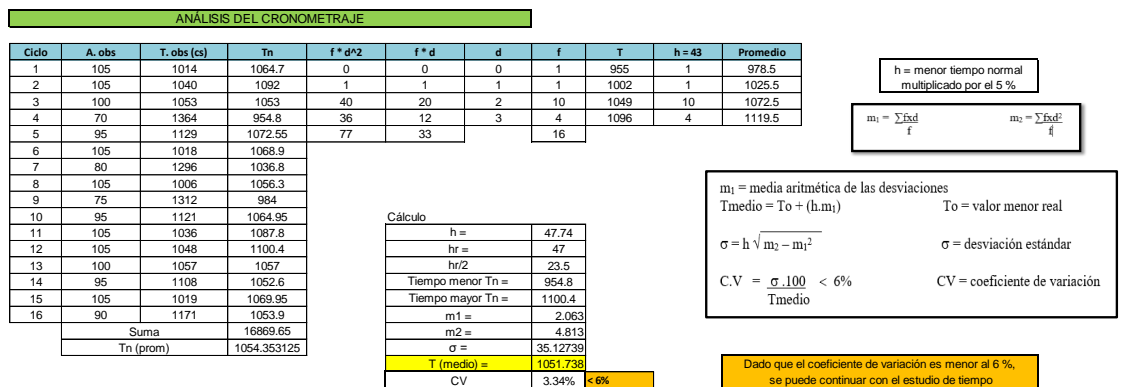 ANÁLISIS DEL CRONOMETRAJE
Ciclo A. obs T. obs (cs) Tn f * d^2 f * d d f T h = 43 Promedio
1 105 1014 1064.7 0 0 0 1 955 1 978.5
2 105 1040 1092 1 1 1 1 1002 1 1025.5
3 100 1053 1053 40 20 2 10 1049 10 1072.5
4 70 1364 954.8 36 12 3 4 1096 4 1119.5
5 95 1129 1072.55 77 33 16
6 105 1018 1068.9
7 80 1296 1036.8
8 105 1006 1056.3
9 75 1312 984
10 95 1121 1064.95
11 105 1036 1087.8
12 105 1048 1100.4
13 100 1057 1057
14 95 1108 1052.6
15 105 1019 1069.95
16 90 1171 1053.9
Suma 16869.65
Tn (prom) 1054.353125
Cálculo
h = 47.74
hr = 47
hr/2 23.5
Tiempo menor Tn = 954.8
Tiempo mayor Tn = 1100.4
m1 = 2.063
m2 = 4.813
σ = 35.12739
T (medio) = 1051.738
CV 3.34% < 6%
h = menor tiempo normal
multiplicado por el 5 %
m₁ = ∑fxd m₂ = ∑fxd²
f f
m₁ = media aritmética de las desviaciones
Tmedio = To + (h.m₁) To = valor menor real
σ = h √ m₂ – m₁² σ = desviación estándar
C.V = σ .100 < 6% CV = coeficiente de variación
Tmedio
Dado que el coeficiente de variación es menor al 6 %,
se puede continuar con el estudio de tiempo